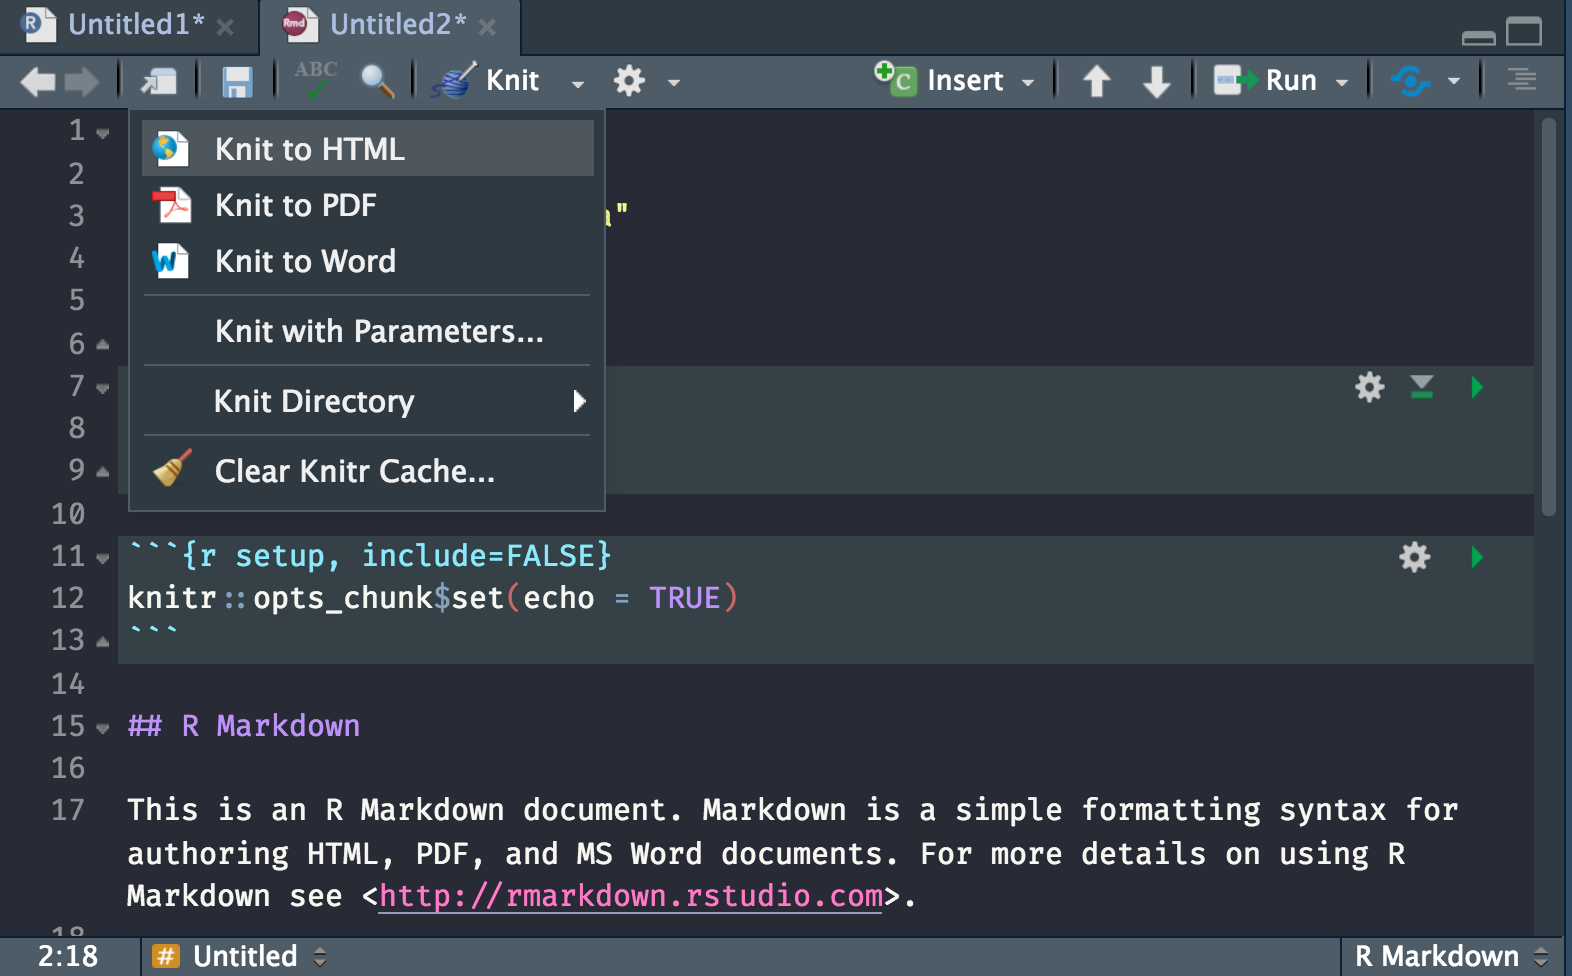 Untitled1*
Untitled2*
ABC
Knit
Insert
Run
Knit to HTML
Knit to PDF
Knit to Word
Knit with Parameters...
Knit Directory
Clear Knitr Cache...
1
2
3 a"
4
5
6
7
8
9
10
11 ```{r setup, include=FALSE}
12 knitr::opts_chunk$set(echo = TRUE)
13 ```
14
15 ## R Markdown
16
17 This is an R Markdown document. Markdown is a simple formatting syntax for
authoring HTML, PDF, and MS Word documents. For more details on using R
Markdown see <http://rmarkdown.rstudio.com>.
18
2:18 # Untitled R Markdown